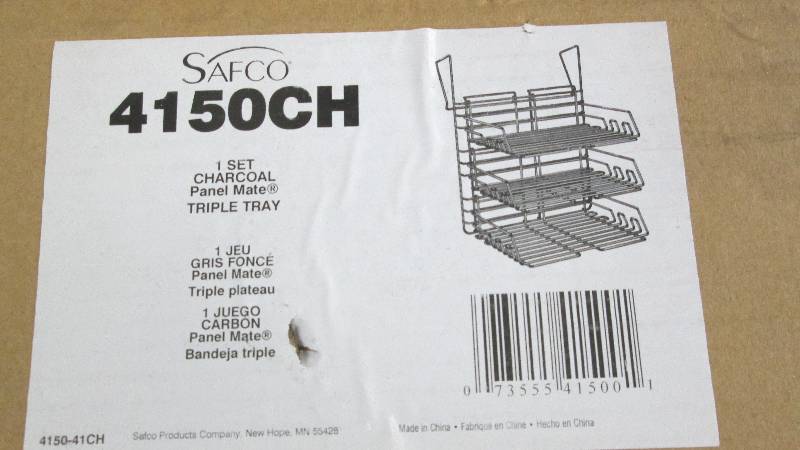 SAFCO®
4150CH
1 SET
CHARCOAL
Panel Mate®
TRIPLE TRAY
1 JEU
GRIS FONCÉ
Panel Mate®
Triple plateau
1 JUEGO
CARBÓN
Panel Mate®
Bandeja triple
0 73555 41500 1
4150-41CH
Safco Products Company, New Hope, MN 55428
Made in China • Fabriqué en Chine • Hecho en China